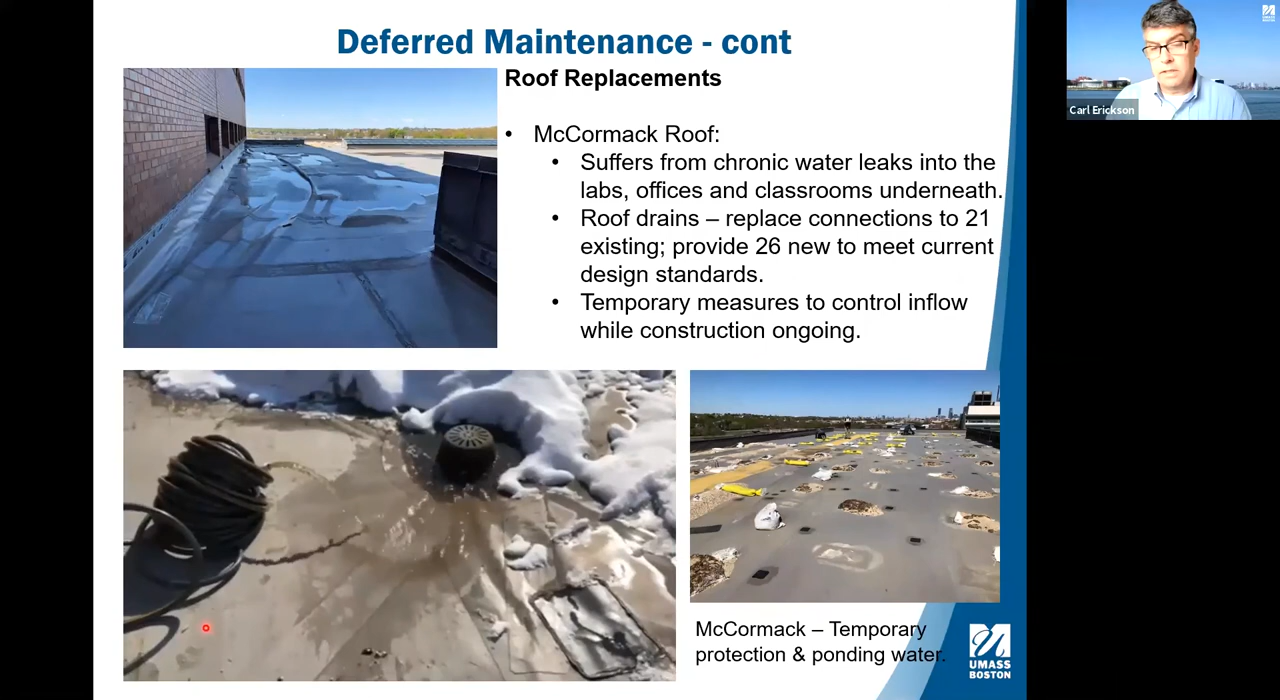 Deferred Maintenance - cont
Roof Replacements
• McCormack Roof:
• Suffers from chronic water leaks into the
labs, offices and classrooms underneath.
• Roof drains – replace connections to 21
existing; provide 26 new to meet current
design standards.
• Temporary measures to control inflow
while construction ongoing.
McCormack – Temporary
protection & ponding water.
UMASS
BOSTON
UMASS
BOSTON
Carl Erickson